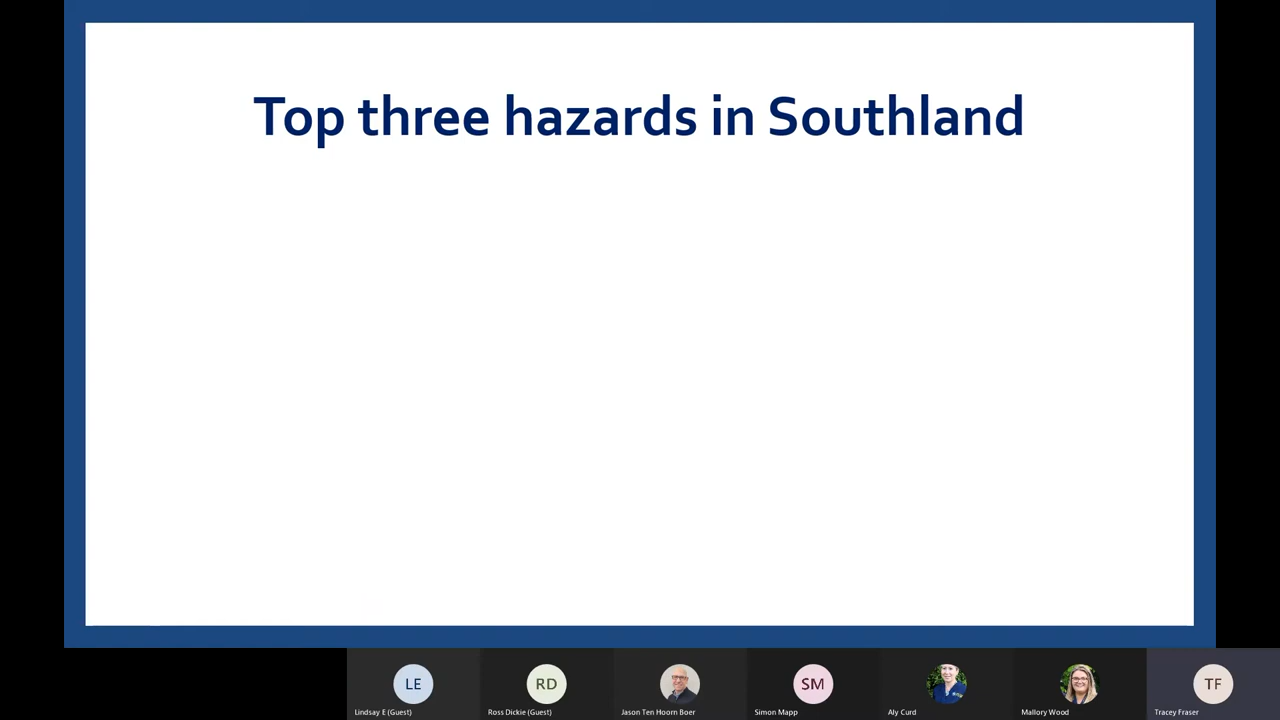 Top three hazards in Southland
LE
RD
SM
TF
Lindsay E (Guest)
Ross Dickie (Guest)
Jason Ten Hoorn Boer
Simon Mapp
Aly Curd
Mallory Wood
Tracey Fraser